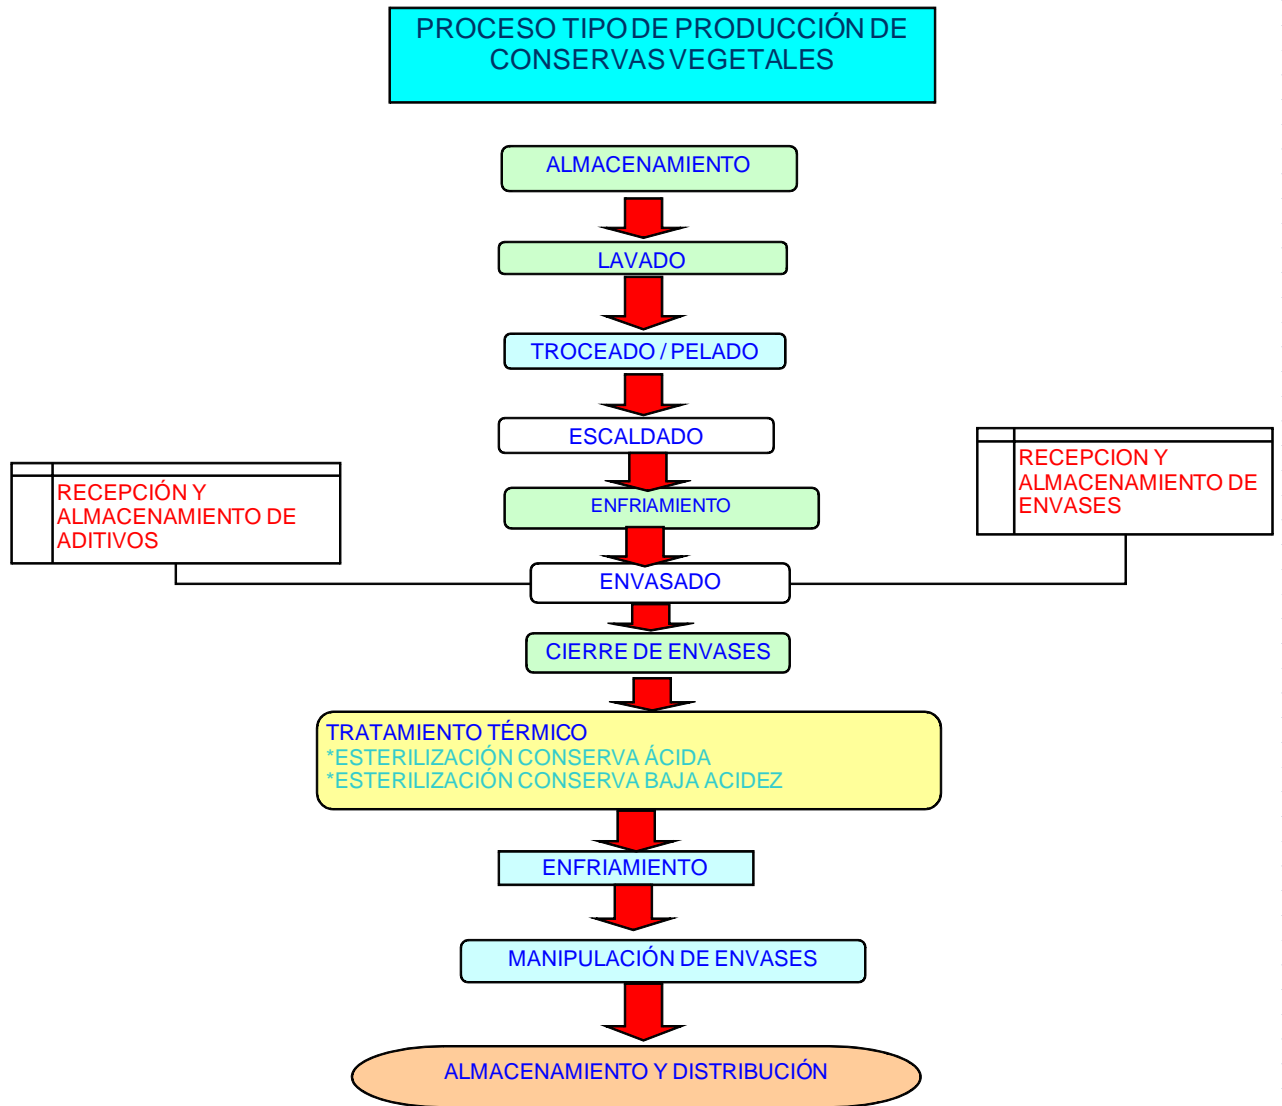 PROCESO TIPO DE PRODUCCIÓN DE
CONSERVAS VEGETALES
ALMACENAMIENTO
LAVADO
TROCEADO / PELADO
ESCALDADO
RECEPCIÓN Y
ALMACENAMIENTO DE
ADITIVOS
RECEPCION Y
ALMACENAMIENTO DE
ENVASES
ENFRIAMIENTO
ENVASADO
CIERRE DE ENVASES
TRATAMIENTO TÉRMICO
*ESTERILIZACIÓN CONSERVA ÁCIDA
*ESTERILIZACIÓN CONSERVA BAJA ACIDEZ
ENFRIAMIENTO
MANIPULACIÓN DE ENVASES
ALMACENAMIENTO Y DISTRIBUCIÓN